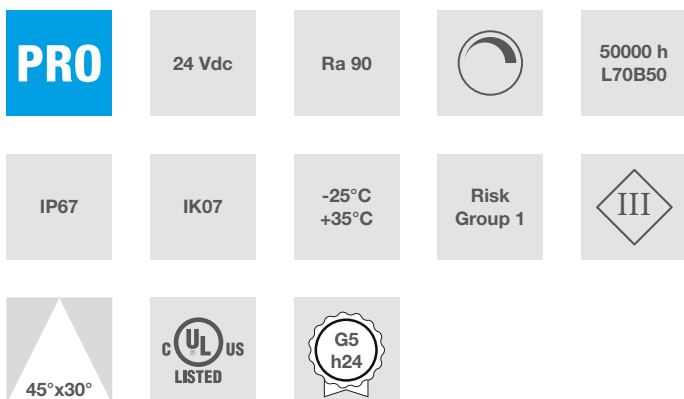 PRO
24 Vdc
Ra 90
50000 h
L70B50
IP67
IK07
-25°C
+35°C
Risk
Group 1
III
45°x30°
C UL® US
LISTED
G5
h24